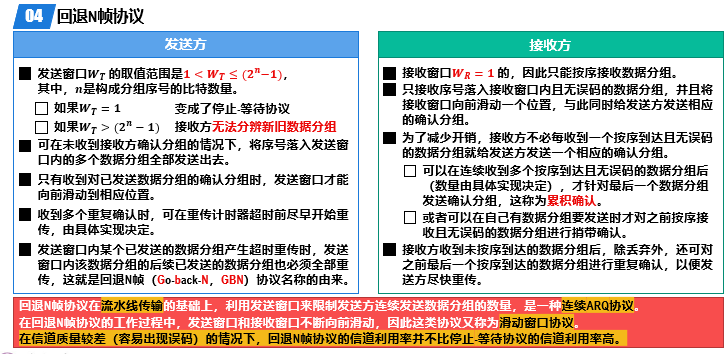 04 回退N帧协议
发送方
发送窗口W_T 的取值范围是1 < W_T ≤ (2^n−1),
其中，n是构成分组序号的比特数量。
如果W_T = 1 变成了停止-等待协议
如果W_T > (2^n − 1) 接收方无法分辨新旧数据分组
可在未收到接收方确认分组的情况下，将序号落入发送窗
口内的多个数据分组全部发送出去。
只有收到对已发送数据分组的确认分组时，发送窗口才能
向前滑动到相应位置。
收到多个重复确认时，可在重传计时器超时前尽早开始重
传，由具体实现决定。
发送窗口内某个已发送的数据分组产生超时重传时，发送
窗口内该数据分组的后续已发送的数据分组也必须全部重
传，这就是回退N帧（Go-back-N，GBN）协议名称的由来。
接收方
接收窗口W_R = 1 的，因此只能按序接收数据分组。
只接收序号落入接收窗口内且无误码的数据分组，并且将
接收窗口向前滑动一个位置，与此同时给发送方发送相应
的确认分组。
为了减少开销，接收方不必每收到一个按序到达且无误码
的数据分组就给发送方发送一个相应的确认分组。
可以在连续收到多个按序到达且无误码的数据分组后
（数量由具体实现决定），才针对最后一个数据分组
发送确认分组，这称为累积确认。
或者可以在自己有数据分组要发送时才对之前按序接
收且无误码的数据分组进行捎带确认。
接收方收到未按序到达的数据分组后，除丢弃外，还可对
之前最后一个按序到达的数据分组进行重复确认，以便发
送方尽快重传。
回退N帧协议在流水线传输的基础上，利用发送窗口来限制发送方连续发送数据分组的数量，是一种连续ARQ协议。
在回退N帧协议的工作过程中，发送窗口和接收窗口不断向前滑动，因此这类协议又称为滑动窗口协议。
在信道质量较差（容易出现误码）的情况下，回退N帧协议的信道利用率并不比停止-等待协议的信道利用率高。